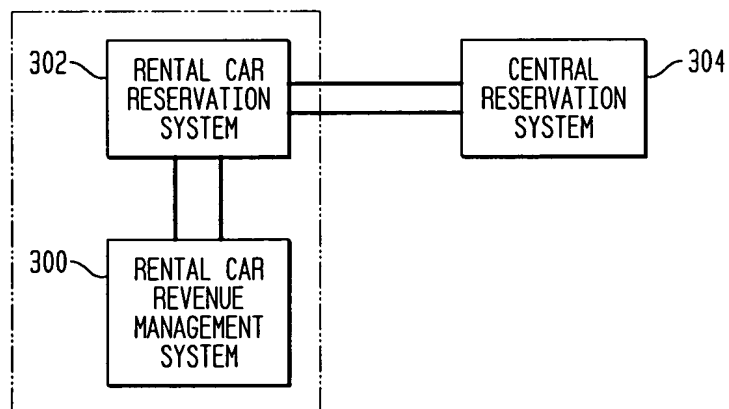 302
RENTAL CAR
RESERVATION
SYSTEM
CENTRAL
RESERVATION
SYSTEM
304
300
RENTAL CAR
REVENUE
MANAGEMENT
SYSTEM